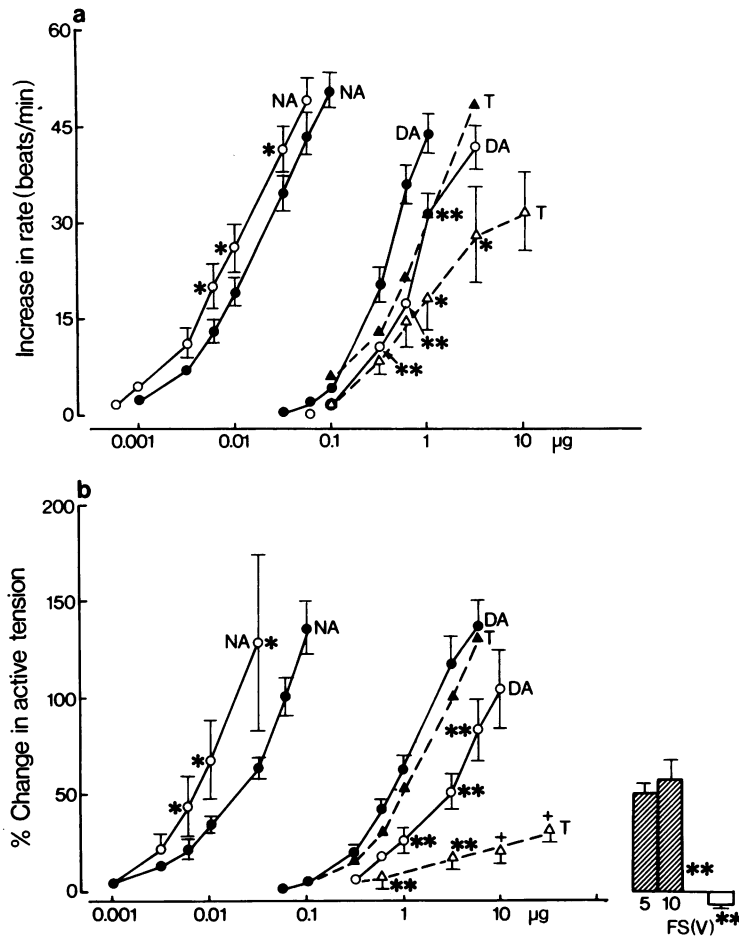 a
60
45
30
15
0
Increase in rate (beats/min)
NA
NA
DA
T
DA
T
*
*
*
**
*
*
**
**
0.001
0.01
0.1
1
10
µg
b
200
150
100
50
0
% Change in active tension
NA
*
NA
DA
T
DA
T
*
*
**
**
**
**
**
+
+
0.001
0.01
0.1
1
10
µg
**
5
10
**
FS(V)